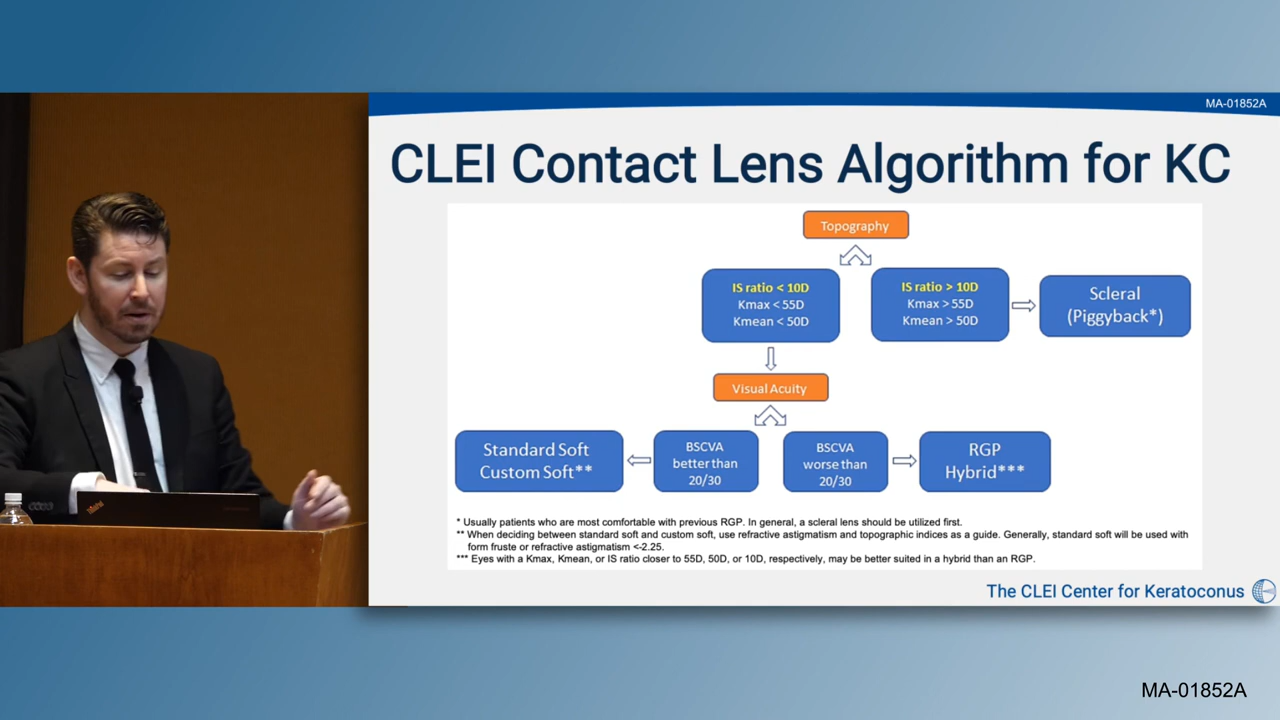 MA-01852A
CLEI Contact Lens Algorithm for KC
Topography
IS ratio < 10D
Kmax < 55D
Kmean < 50D
IS ratio > 10D
Kmax > 55D
Kmean > 50D
Scleral
(Piggyback*)
Visual Acuity
Standard Soft
Custom Soft**
BSCVA
better than
20/30
BSCVA
worse than
20/30
RGP
Hybrid***
* Usually patients who are most comfortable with previous RGP. In general, a scleral lens should be utilized first.
** When deciding between standard soft and custom soft, use refractive astigmatism and topographic indices as a guide. Generally, standard soft will be used with
form fruste or refractive astigmatism <-2.25.
*** Eyes with a Kmax, Kmean, or IS ratio closer to 55D, 50D, or 10D, respectively, may be better suited in a hybrid than an RGP.
The CLEI Center for Keratoconus
MA-01852A